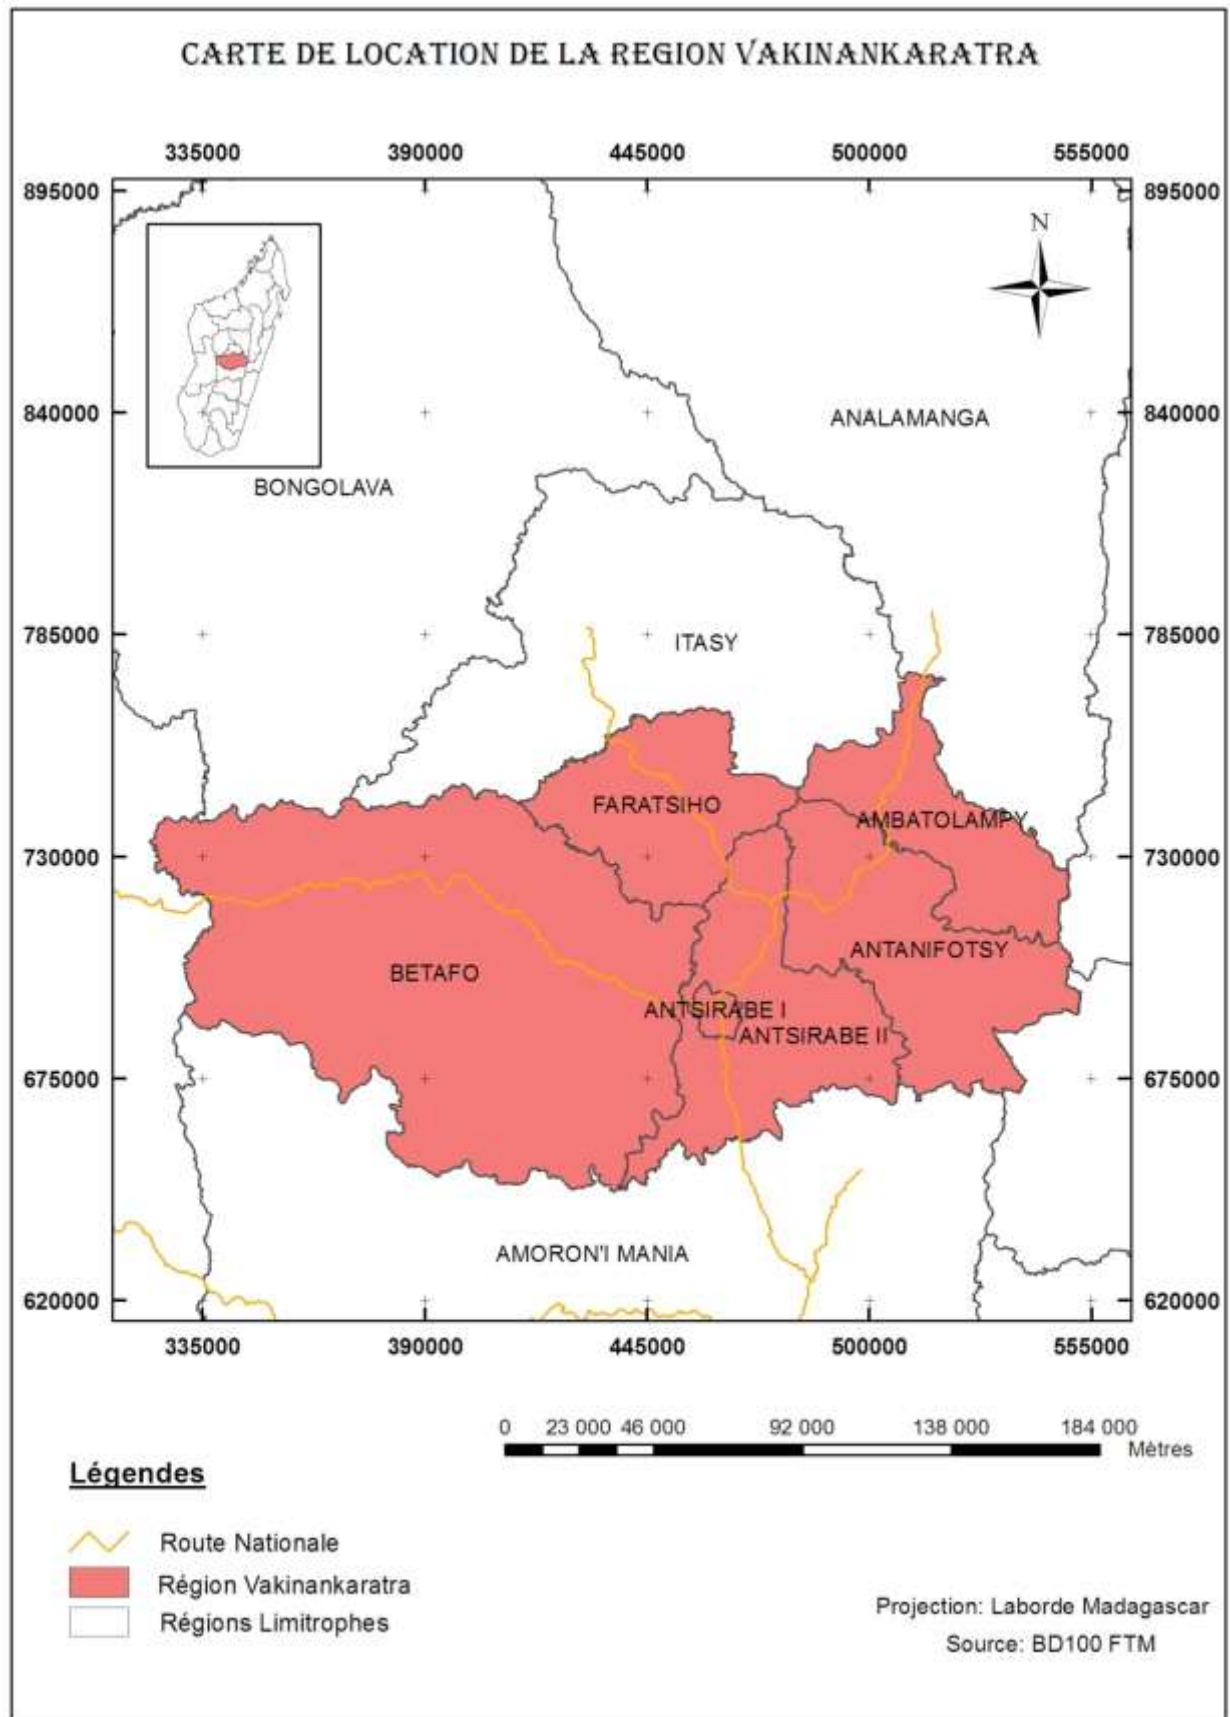 CARTE DE LOCATION DE LA REGION VAKINANKARATRA
335000 390000 445000 500000 555000
895000 895000
N
840000 ANALAMANGA 840000
BONGOLAVA
785000 785000
ITASY
FARATSIHO
AMBATOLAMPY
730000 730000
ANTANIFOTSY
BETAFO
ANTSIRABE I
ANTSIRABE II
675000 675000
AMORON'I MANIA
620000 620000
335000 390000 445000 500000 555000
0 23 000 46 000 92 000 138 000 184 000
Mètres
Légendes
Route Nationale
Région Vakinankaratra
Régions Limitrophes
Projection: Laborde Madagascar
Source: BD100 FTM